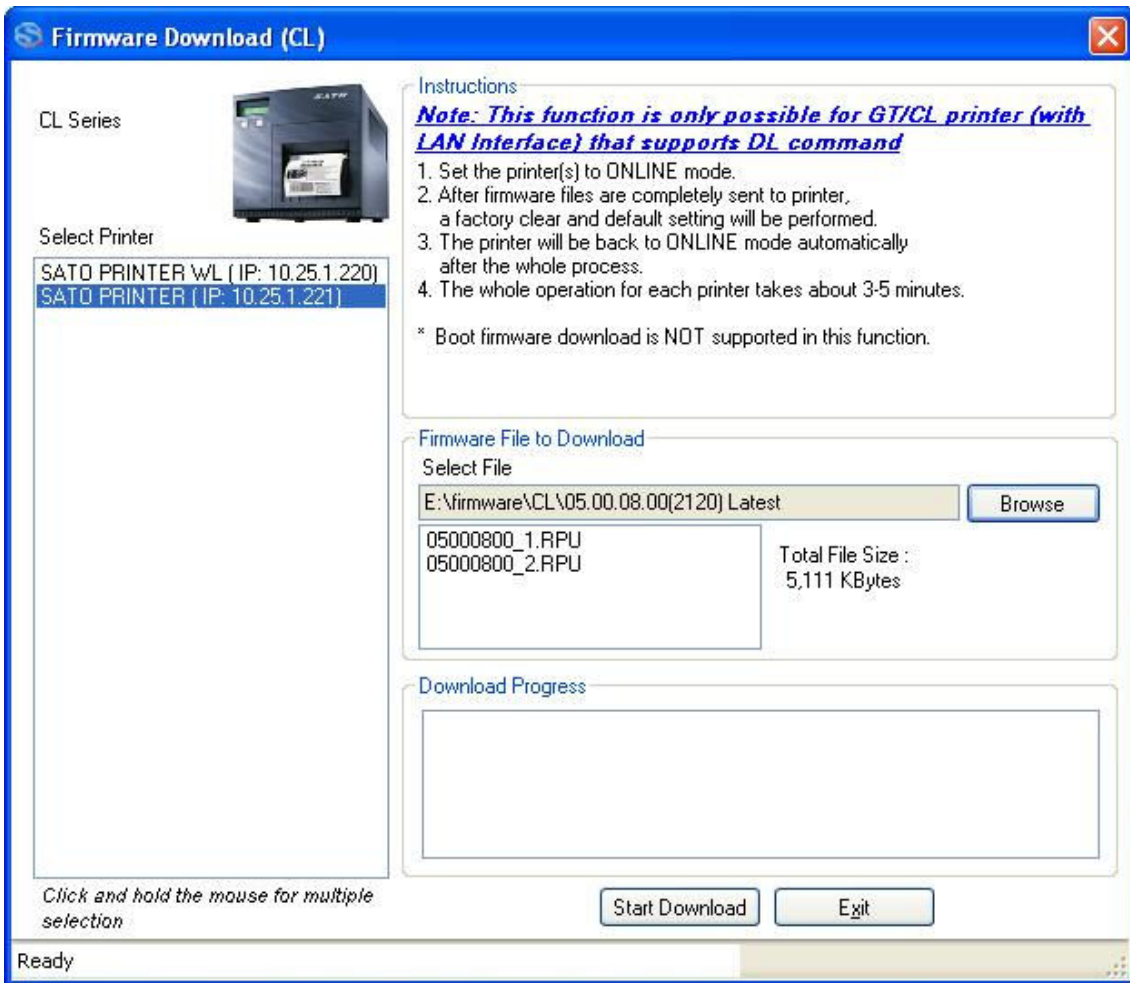 Firmware Download (CL)
CL Series
SATO
Select Printer
SATO PRINTER WL ( IP: 10.25.1.220)
SATO PRINTER ( IP: 10.25.1.221)
Click and hold the mouse for multiple
selection
Instructions
Note: This function is only possible for GT/CL printer (with
LAN Interface) that supports DL command
1. Set the printer(s) to ONLINE mode.
2. After firmware files are completely sent to printer,
a factory clear and default setting will be performed.
3. The printer will be back to ONLINE mode automatically
after the whole process.
4. The whole operation for each printer takes about 3-5 minutes.
* Boot firmware download is NOT supported in this function.
Firmware File to Download
Select File
E:\firmware\CL\05.00.08.00(2120) Latest
Browse
05000800_1.RPU
05000800_2.RPU
Total File Size :
5,111 KBytes
Download Progress
Start Download
Exit
Ready